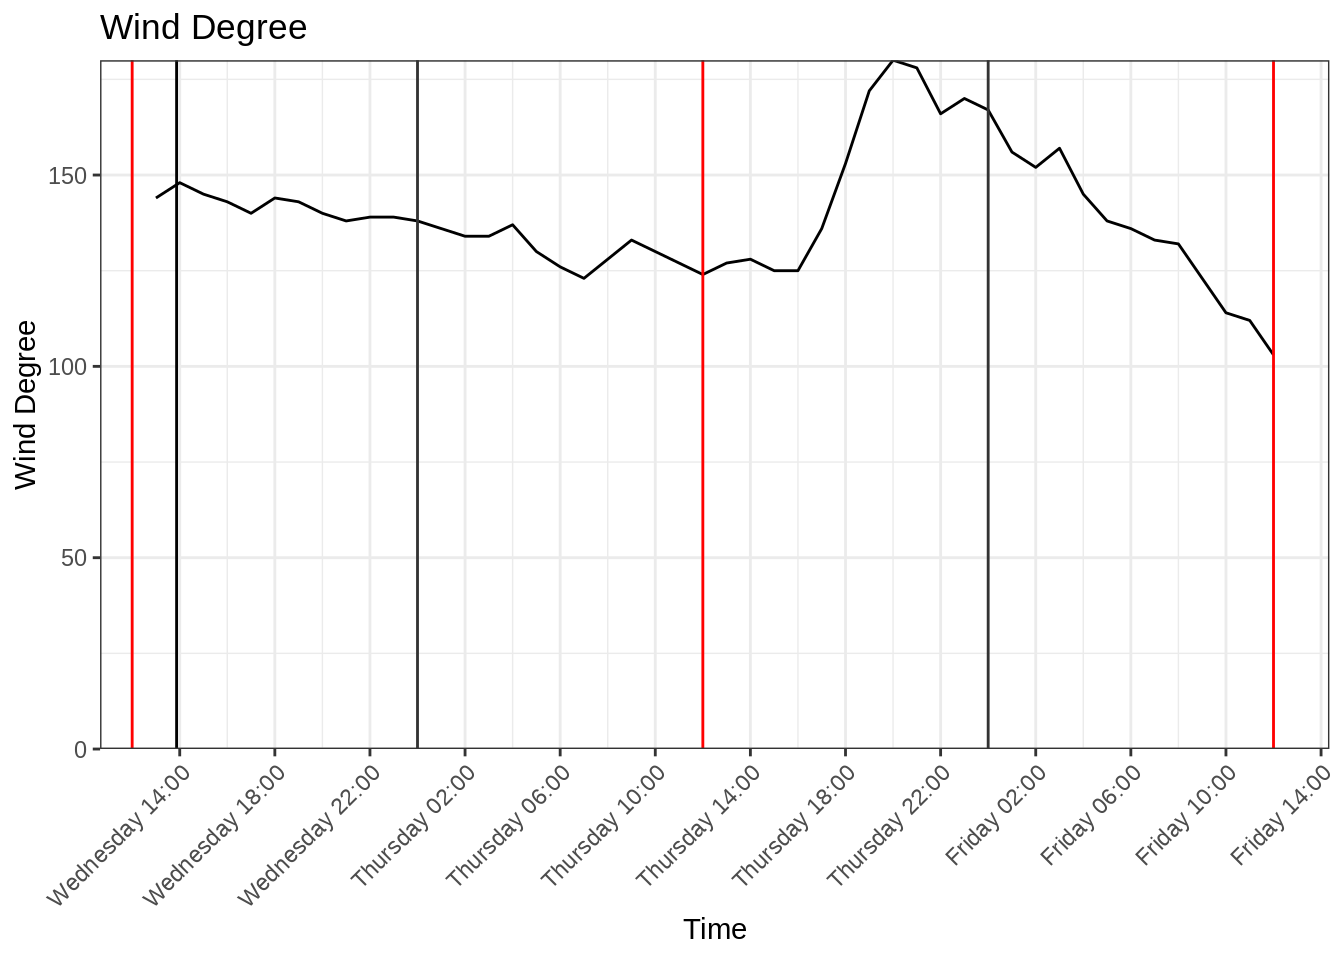 Wind Degree
Wind Degree
150
100
50
0
Wednesday 14:00
Wednesday 18:00
Wednesday 22:00
Thursday 02:00
Thursday 06:00
Thursday 10:00
Thursday 14:00
Thursday 18:00
Thursday 22:00
Friday 02:00
Friday 06:00
Friday 10:00
Friday 14:00
Time